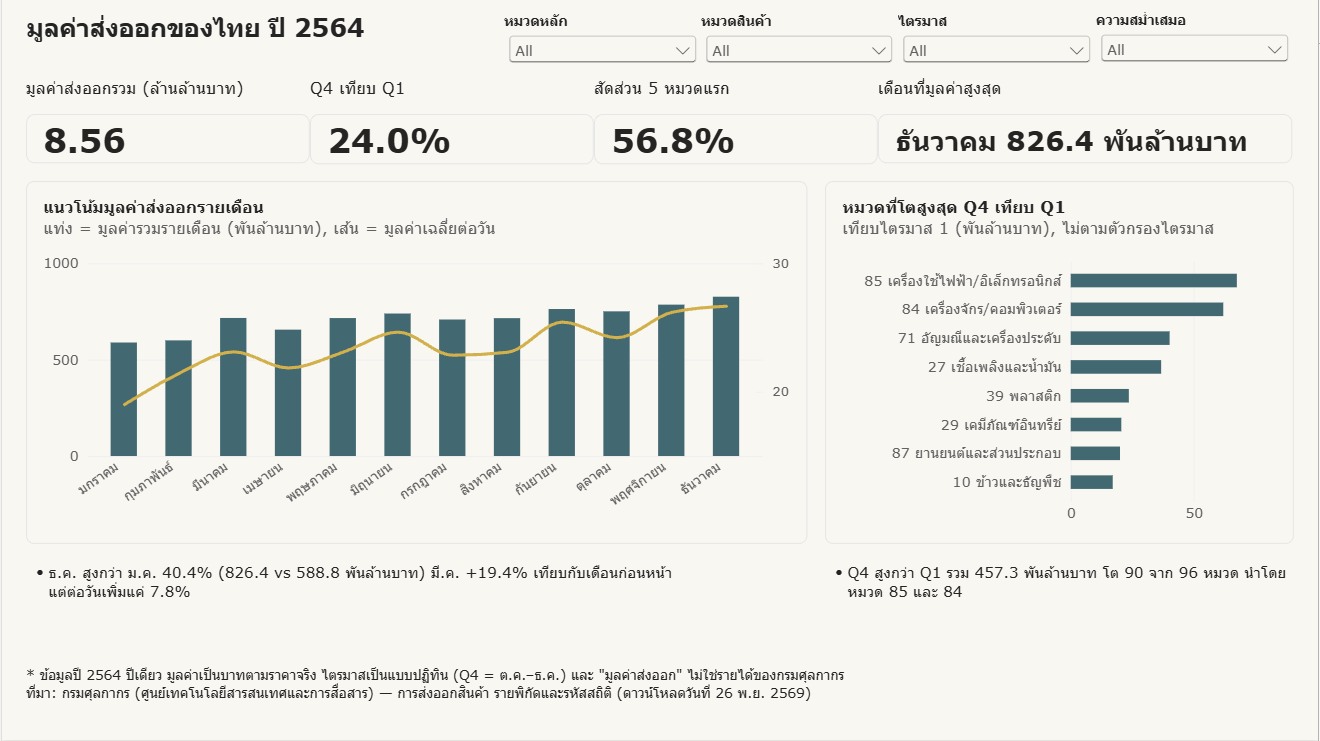 มูลค่าส่งออกของไทย ปี 2564
หมวดหลัก
All
หมวดสินค้า
All
ไตรมาส
All
ความสม่ำเสมอ
All
มูลค่าส่งออกรวม (ล้านล้านบาท)
8.56
Q4 เทียบ Q1
24.0%
สัดส่วน 5 หมวดแรก
56.8%
เดือนที่มูลค่าสูงสุด
ธันวาคม 826.4 พันล้านบาท
แนวโน้มมูลค่าส่งออกรายเดือน
แท่ง = มูลค่ารวมรายเดือน (พันล้านบาท), เส้น = มูลค่าเฉลี่ยต่อวัน
1000
500
0
30
20
มกราคม
กุมภาพันธ์
มีนาคม
เมษายน
พฤษภาคม
มิถุนายน
กรกฎาคม
สิงหาคม
กันยายน
ตุลาคม
พฤศจิกายน
ธันวาคม
หมวดที่โตสูงสุด Q4 เทียบ Q1
เทียบไตรมาส 1 (พันล้านบาท), ไม่ตามตัวกรองไตรมาส
85 เครื่องใช้ไฟฟ้า/อิเล็กทรอนิกส์
84 เครื่องจักร/คอมพิวเตอร์
71 อัญมณีและเครื่องประดับ
27 เชื้อเพลิงและน้ำมัน
39 พลาสติก
29 เคมีภัณฑ์อินทรีย์
87 ยานยนต์และส่วนประกอบ
10 ข้าวและธัญพืช
0
50
• ธ.ค. สูงกว่า ม.ค. 40.4% (826.4 vs 588.8 พันล้านบาท) มี.ค. +19.4% เทียบกับเดือนก่อนหน้า
แต่ต่อวันเพิ่มแค่ 7.8%
• Q4 สูงกว่า Q1 รวม 457.3 พันล้านบาท โต 90 จาก 96 หมวด นำโดย
หมวด 85 และ 84
* ข้อมูลปี 2564 ปีเดียว มูลค่าเป็นบาทตามราคาจริง ไตรมาสเป็นแบบปฏิทิน (Q4 = ต.ค.–ธ.ค.) และ "มูลค่าส่งออก" ไม่ใช่รายได้ของกรมศุลกากร
ที่มา: กรมศุลกากร (ศูนย์เทคโนโลยีสารสนเทศและการสื่อสาร) — การส่งออกสินค้า รายพิกัดและรหัสสถิติ (ดาวน์โหลดวันที่ 26 พ.ย. 2569)